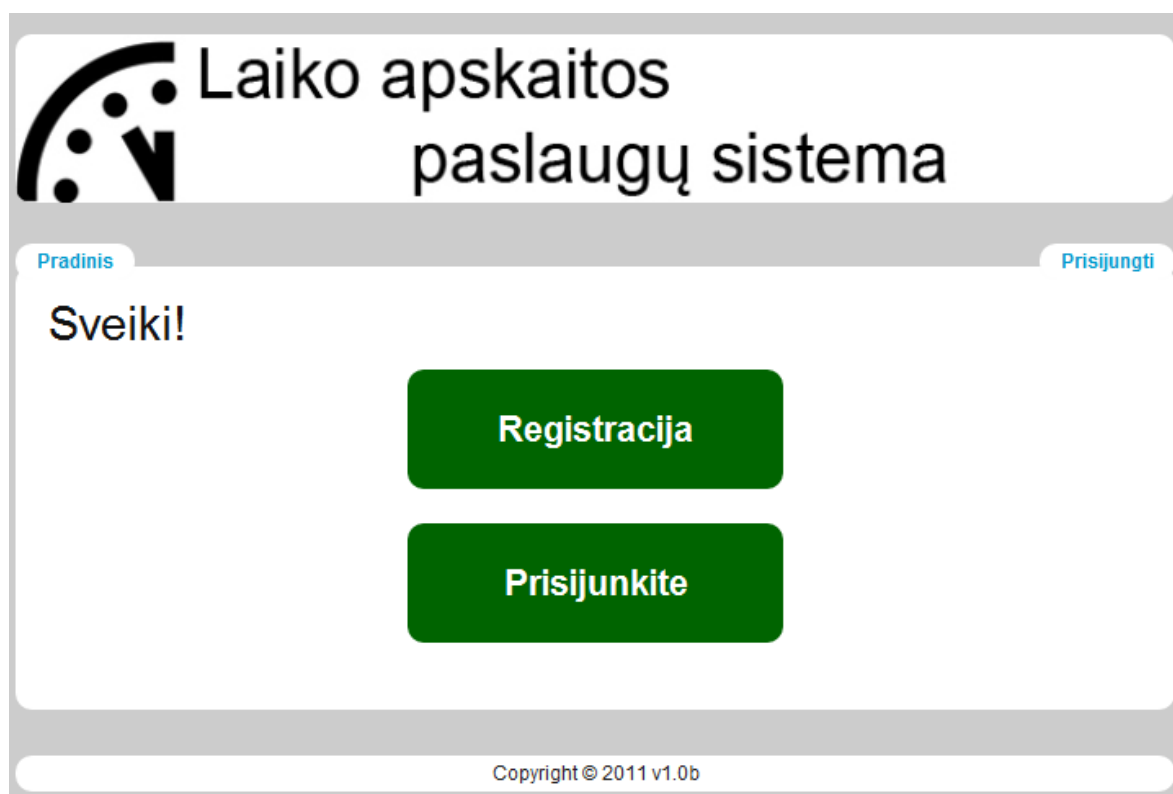 Laiko apskaitos
paslaugų sistema
Pradinis
Prisijungti
Sveiki!
Registracija
Prisijunkite
Copyright © 2011 v1.0b